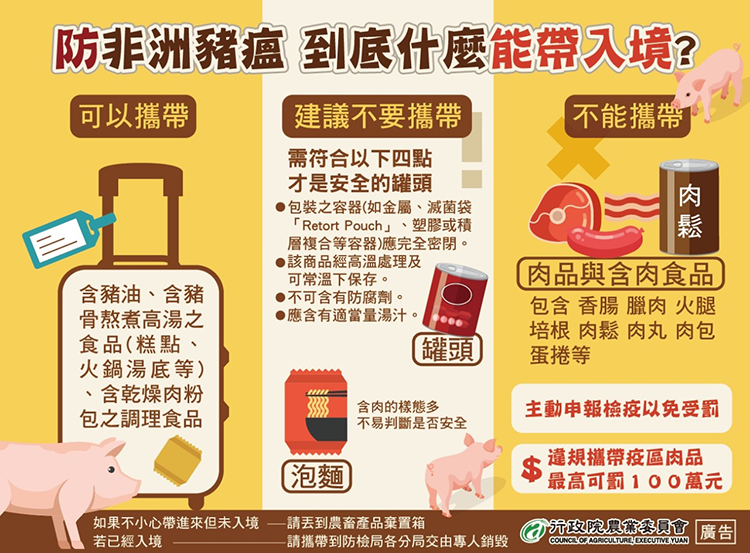 防非洲豬瘟 到底什麼能帶入境?
可以攜帶
含豬油、含豬
骨熬煮高湯之
食品(糕點、
火鍋湯底等)
、含乾燥肉粉
包之調理食品
建議不要攜帶
需符合以下四點
才是安全的罐頭
●包裝之容器(如金屬、滅菌袋
「Retort Pouch」、塑膠或積
層複合等容器)應完全密閉。
●該商品經高溫處理及
可常溫下保存。
●不可含有防腐劑。
●應含有適當量湯汁。
罐頭
含肉的樣態多
不易判斷是否安全
泡麵
不能攜帶
肉鬆
肉品與含肉食品
包含 香腸 臘肉 火腿
培根 肉鬆 肉丸 肉包
蛋捲等
主動申報檢疫以免受罰
$ 違規攜帶疫區肉品
最高可罰100萬元
如果不小心帶進來但未入境 —請丟到農畜產品棄置箱
若已經入境 ———請攜帶到防檢局各分局交由專人銷毀
行政院農業委員會
COUNCIL OF AGRICULTURE, EXECUTIVE YUAN
廣告